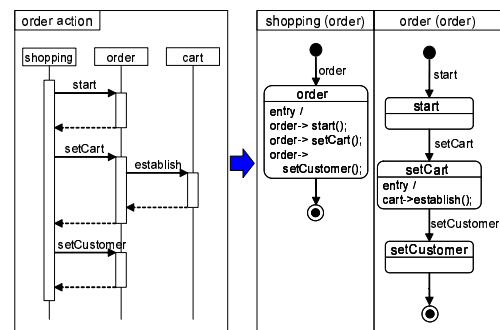 order action
shopping
order
cart
start
setCart
establish
setCustomer
shopping (order)
order
order
entry /
order-> start();
order-> setCart();
order->
setCustomer();
order (order)
start
start
setCart
setCart
entry /
cart->establish();
setCustomer
setCustomer